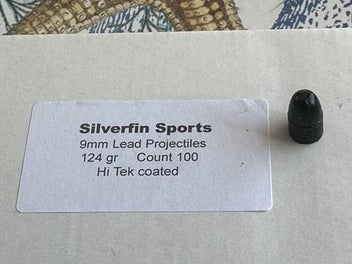 Silverfin Sports
9mm Lead Projectiles
124 gr Count 100
Hi Tek coated